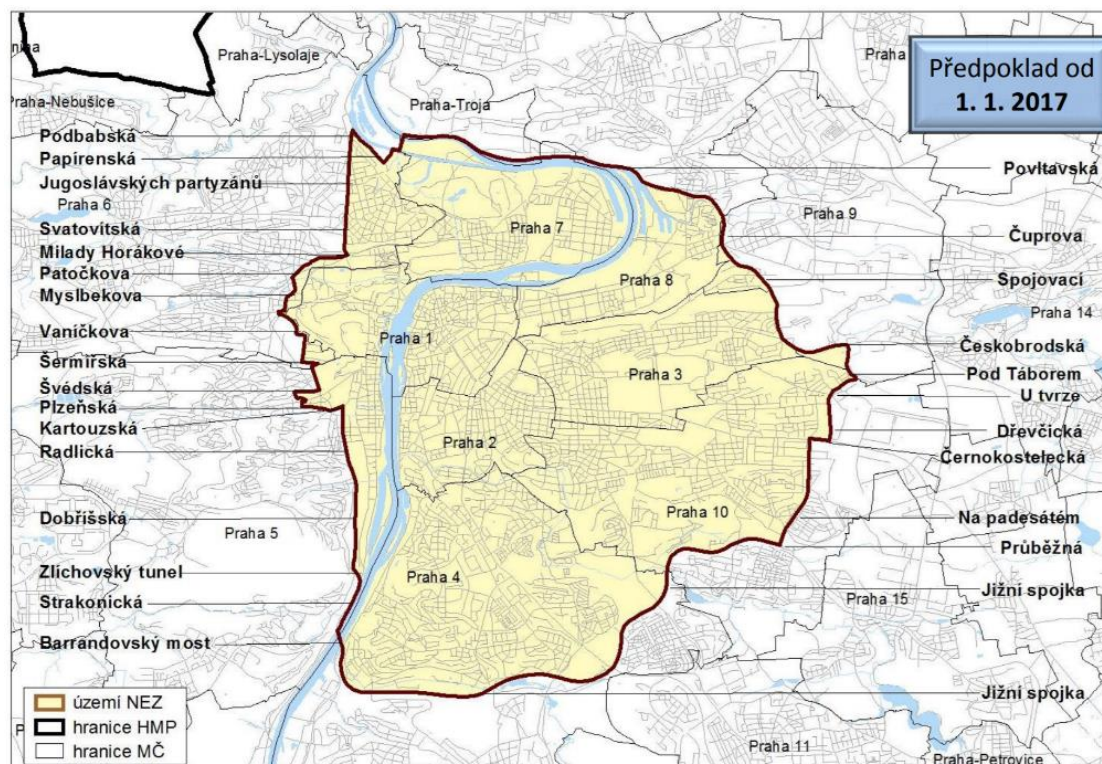 Praha-Lysolaje
Praha
Předpoklad od
1. 1. 2017
Praha-Nebušice
Praha-Troja
Podbabská
Papírenská
Jugoslávských partyzánů
Praha 6
Svatovítská
Milady Horákové
Patočkova
Myslbekova
Vaníčkova
Šermířská
Švédská
Plzeňská
Kartouzská
Radlická
Dobříšská
Praha 5
Zlíchovský tunel
Strakonická
Barrandovský most
Praha 7
Praha 8
Praha 1
Praha 3
Praha 2
Praha 10
Praha 4
Povltavská
Praha 9
Čuprova
Spojovací
Praha 14
Českobrodská
Pod Táborem
U tvrze
Dřevčická
Černokostelecká
Na padesátém
Průběžná
Jižní spojka
Praha 15
Jižní spojka
Praha 11
Praha-Petrovice
území NEZ
hranice HMP
hranice MČ